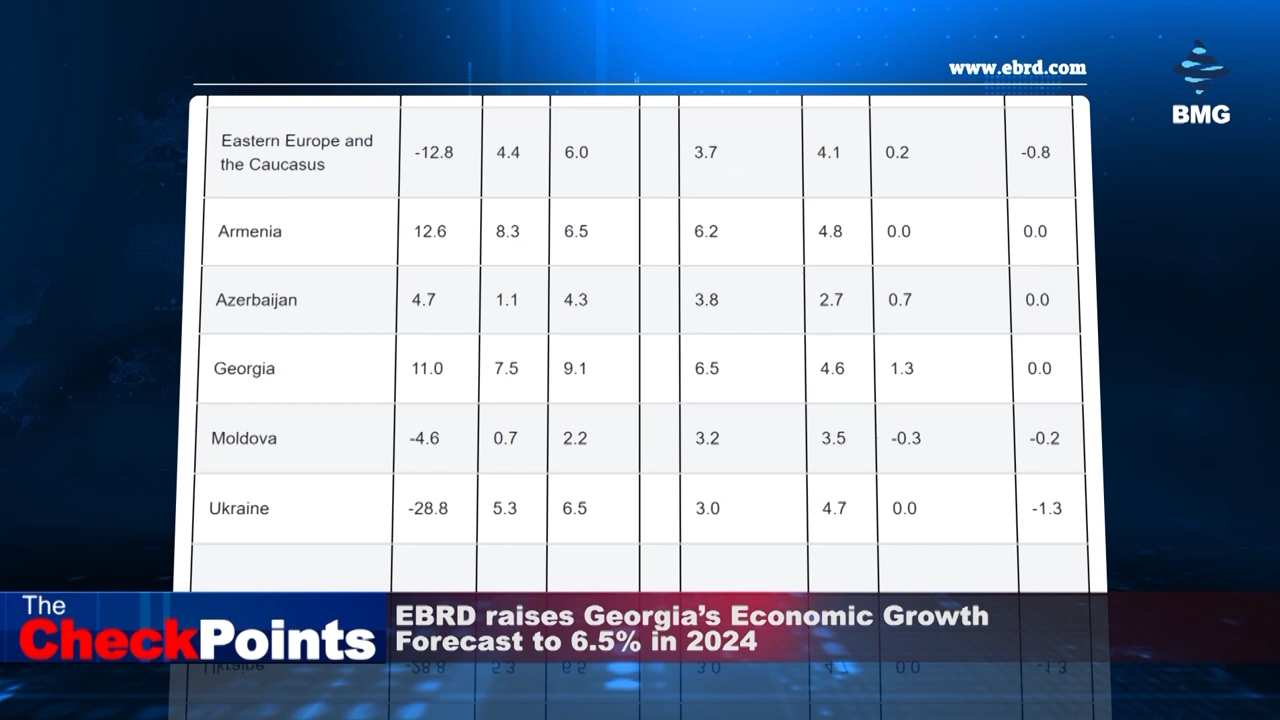 www.ebrd.com
BMG
Eastern Europe and
the Caucasus -12.8 4.4 6.0 3.7 4.1 0.2 -0.8
Armenia 12.6 8.3 6.5 6.2 4.8 0.0 0.0
Azerbaijan 4.7 1.1 4.3 3.8 2.7 0.7 0.0
Georgia 11.0 7.5 9.1 6.5 4.6 1.3 0.0
Moldova -4.6 0.7 2.2 3.2 3.5 -0.3 -0.2
Ukraine -28.8 5.3 6.5 3.0 4.7 0.0 -1.3
The
CheckPoints
EBRD raises Georgia’s Economic Growth
Forecast to 6.5% in 2024